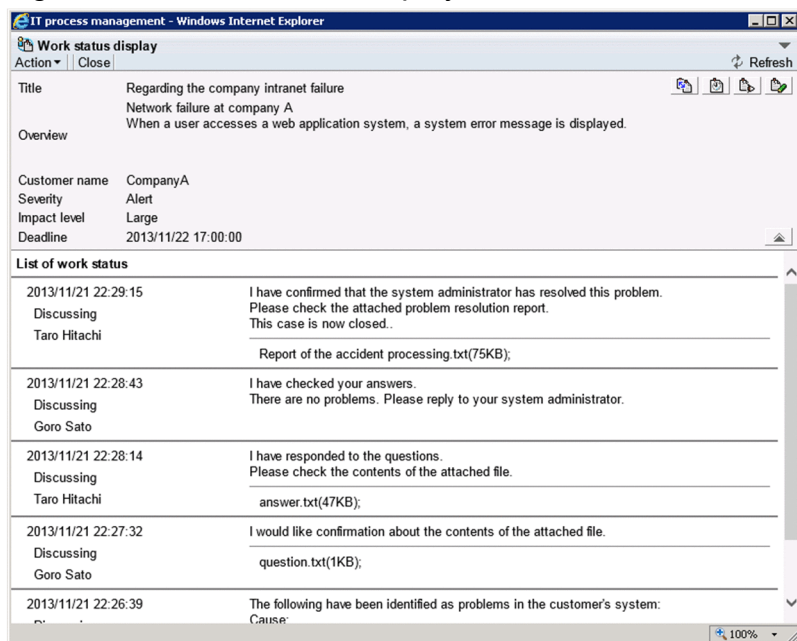 IT process management - Windows Internet Explorer
Work status display
Action Close Refresh
Title Regarding the company intranet failure
Overview Network failure at company A
When a user accesses a web application system, a system error message is displayed.
Customer name CompanyA
Severity Alert
Impact level Large
Deadline 2013/11/22 17:00:00
List of work status
2013/11/21 22:29:15 I have confirmed that the system administrator has resolved this problem.
Discussing Please check the attached problem resolution report.
Taro Hitachi This case is now closed..
Report of the accident processing.txt(75KB);
2013/11/21 22:28:43 I have checked your answers.
Discussing There are no problems. Please reply to your system administrator.
Goro Sato
2013/11/21 22:28:14 I have responded to the questions.
Discussing Please check the contents of the attached file.
Taro Hitachi answer.txt(47KB);
2013/11/21 22:27:32 I would like confirmation about the contents of the attached file.
Discussing question.txt(1KB);
Goro Sato
2013/11/21 22:26:39 The following have been identified as problems in the customer's system:
Cause:
100%